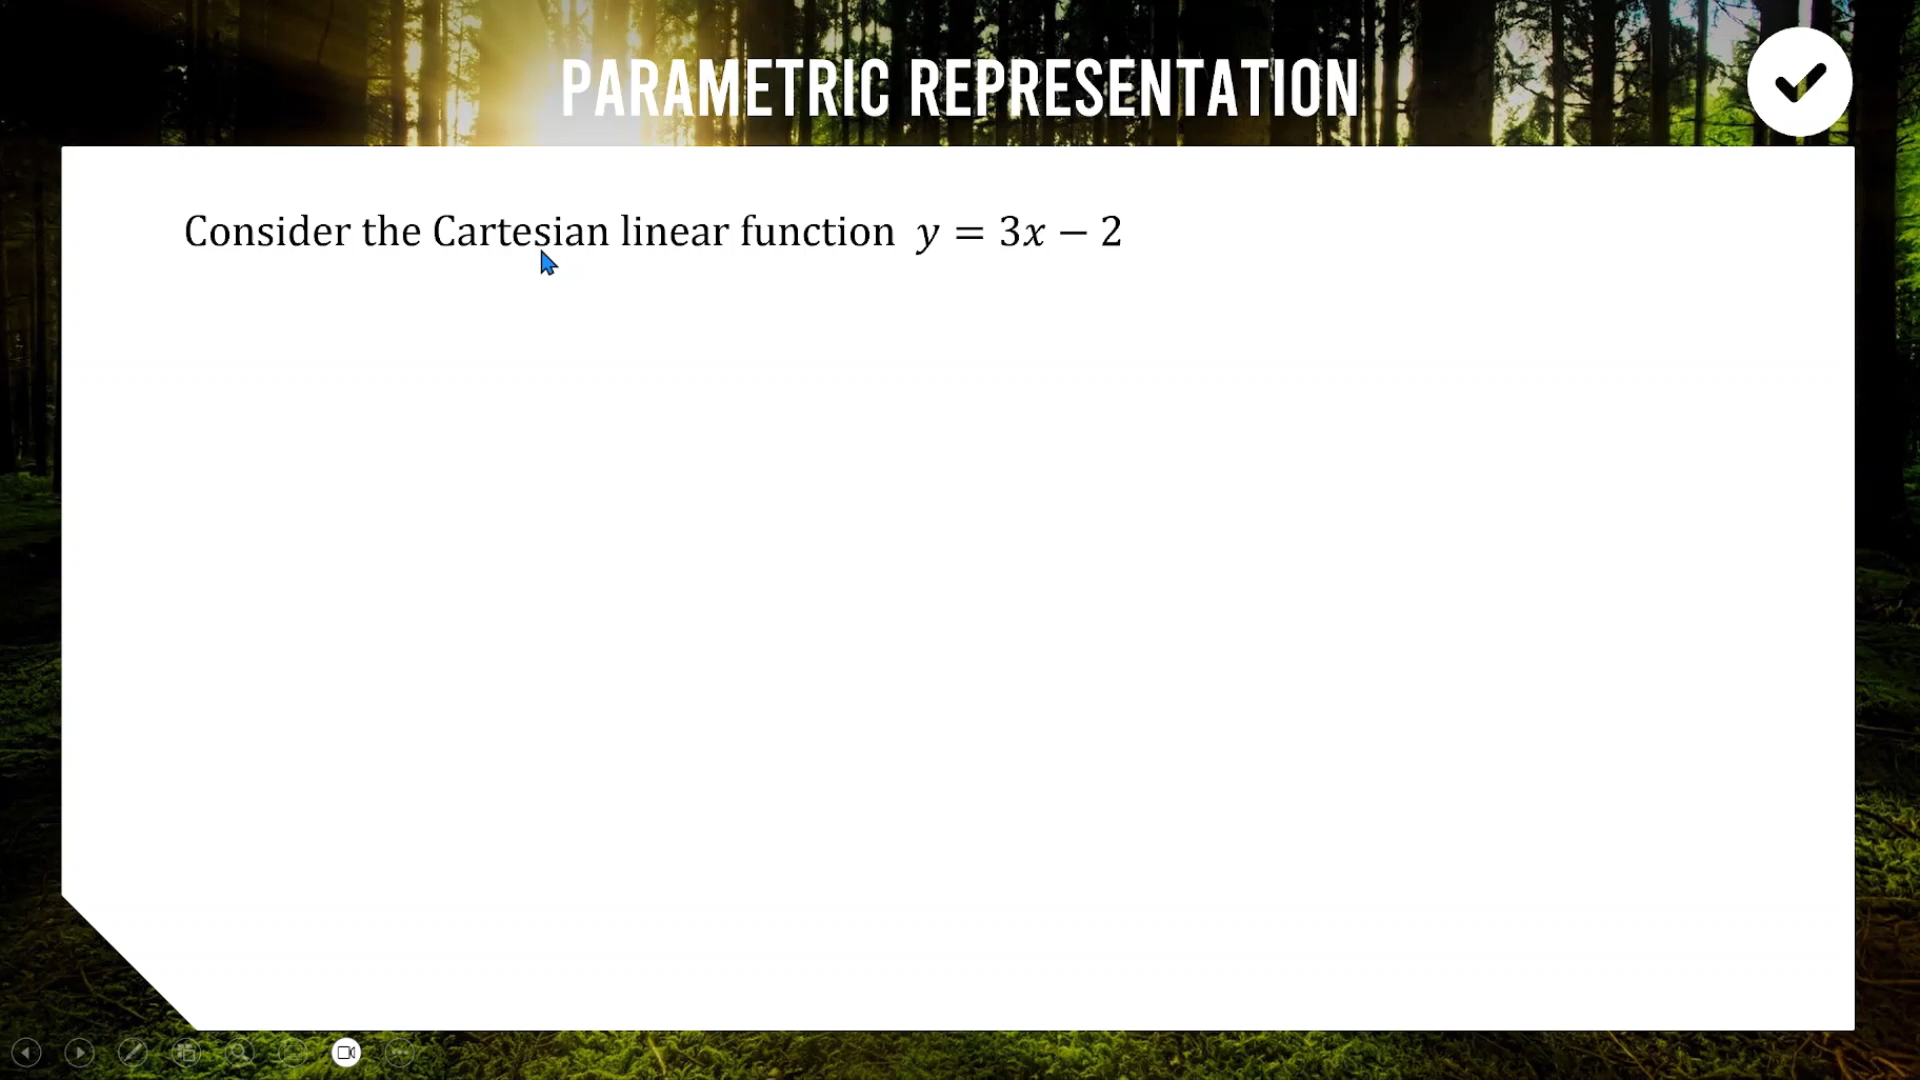 PARAMETRIC REPRESENTATION
Consider the Cartesian linear function y = 3x − 2